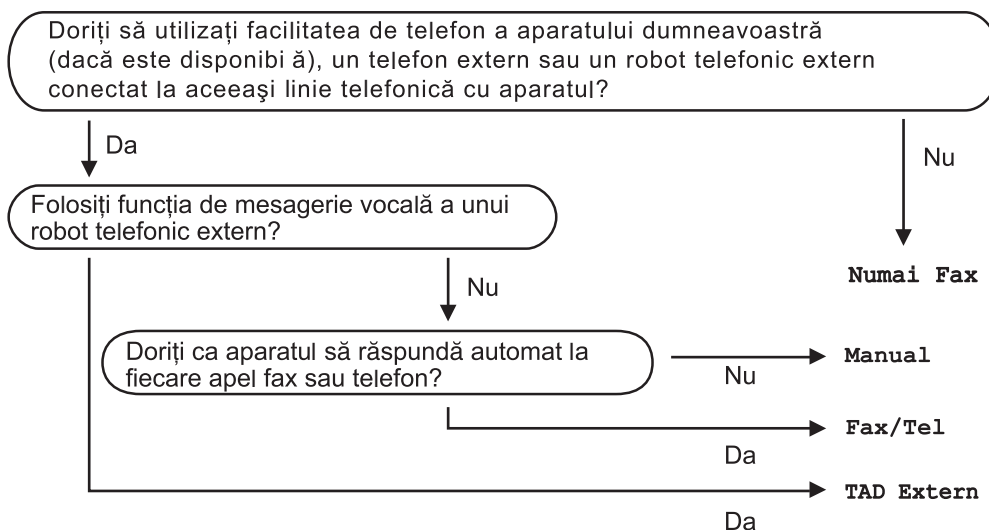 Doriți să utilizați facilitatea de telefon a aparatului dumneavoastră
(dacă este disponibi ă), un telefon extern sau un robot telefonic extern
conectat la aceeaşi linie telefonică cu aparatul?
Da
Nu
Folosiți funcția de mesagerie vocală a unui
robot telefonic extern?
Numai Fax
Nu
Doriți ca aparatul să răspundă automat la
fiecare apel fax sau telefon?
Manual
Nu
Fax/Tel
Da
TAD Extern
Da